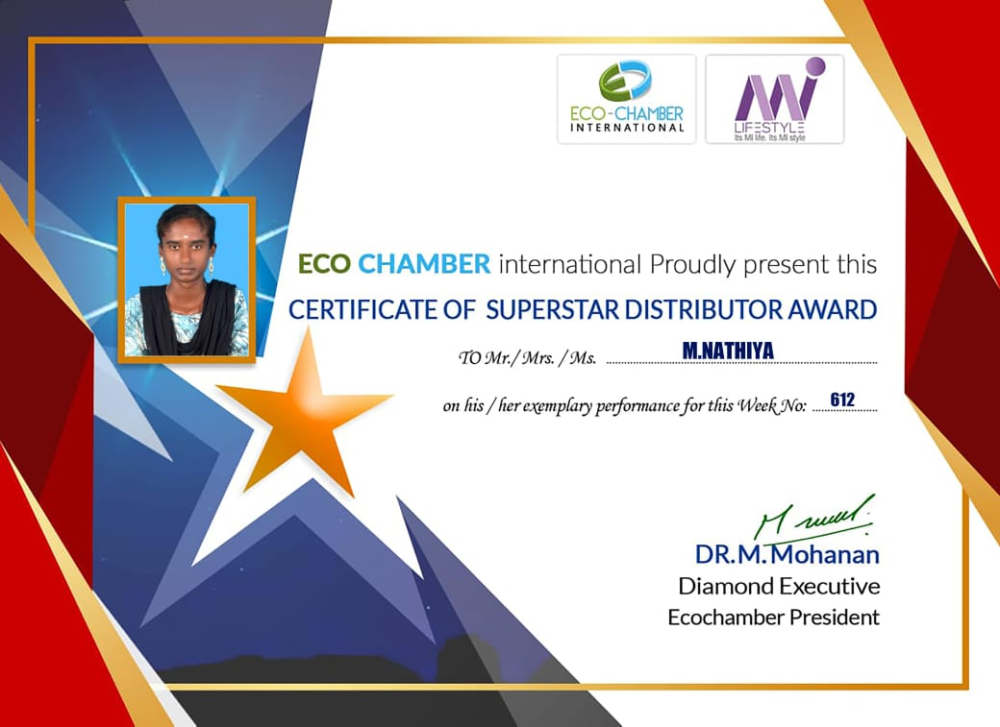 ECO-CHAMBER
INTERNATIONAL
Mi
LIFESTYLE
Its MI life. Its MI style
ECO CHAMBER international Proudly present this
CERTIFICATE OF SUPERSTAR DISTRIBUTOR AWARD
TO Mr./ Mrs. / Ms. M.NATHIYA
on his / her exemplary performance for this Week No: 612
DR.M.Mohanan
Diamond Executive
Ecochamber President